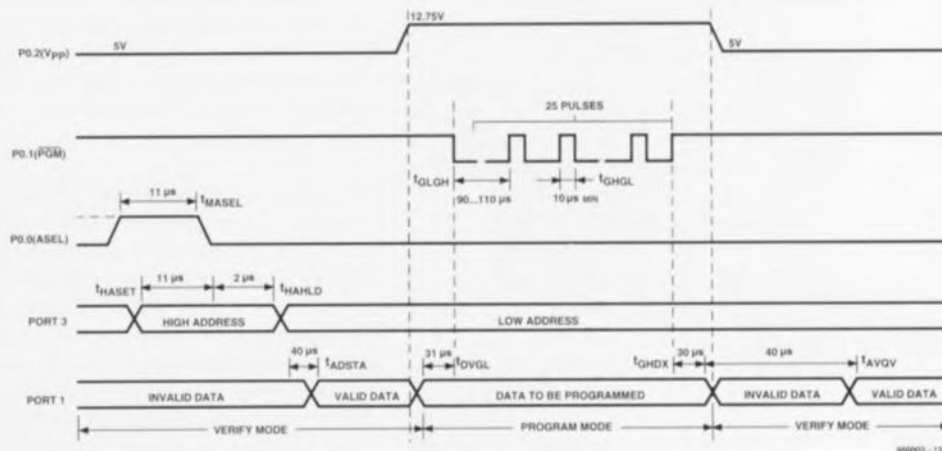 12.75V
5V
5V
P0.2(Vpp)
25 PULSES
P0.1(PGM)
tGLGH
tGHGL
90...110 µs
10 µs MIN
11 µs
tMASEL
P0.0(ASEL)
tHASET
11 µs
2 µs
tHAHLD
PORT 3
HIGH ADDRESS
LOW ADDRESS
40 µs
tADSTA
31 µs
tDVGL
tGHDX
30 µs
40 µs
tAVQV
PORT 1
INVALID DATA
VALID DATA
DATA TO BE PROGRAMMED
INVALID DATA
VALID DATA
VERIFY MODE
PROGRAM MODE
VERIFY MODE